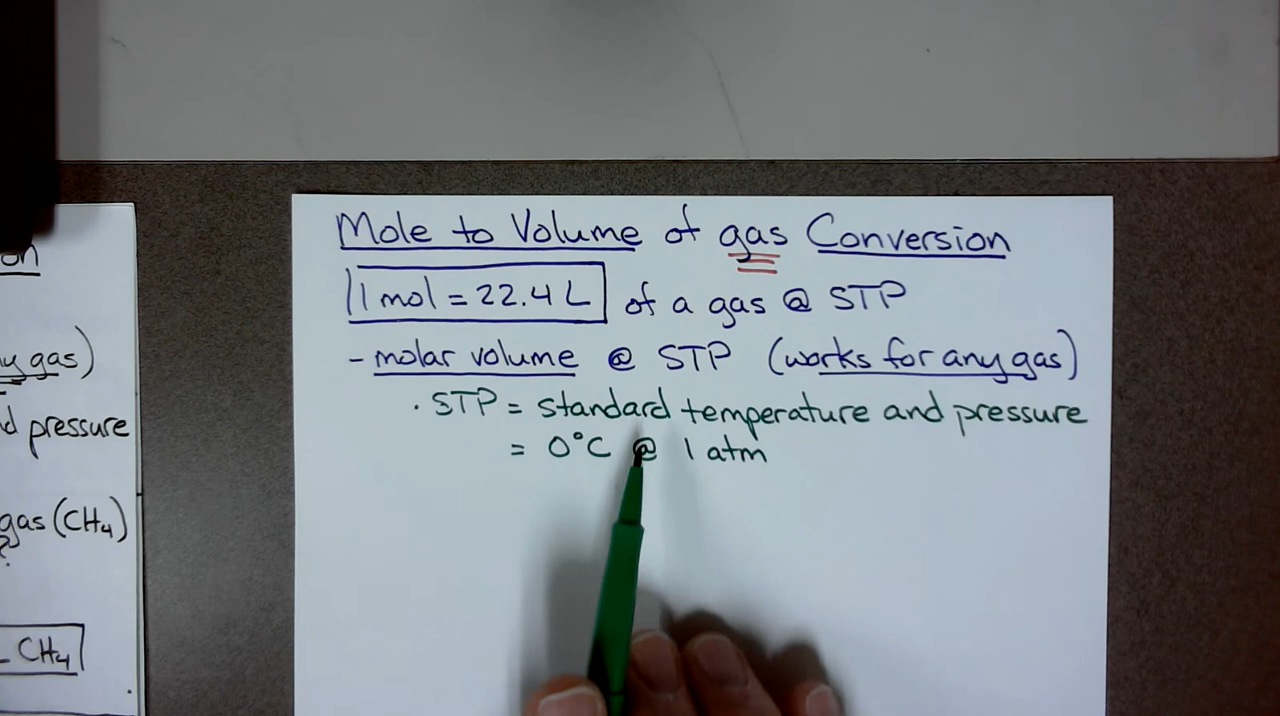 on
y gas)
d pressure
gas (CH4)
?
CH4
Mole to Volume of gas Conversion
1 mol = 22.4 L of a gas @ STP
- molar volume @ STP (works for any gas)
· STP = standard temperature and pressure
= 0°C @ 1 atm